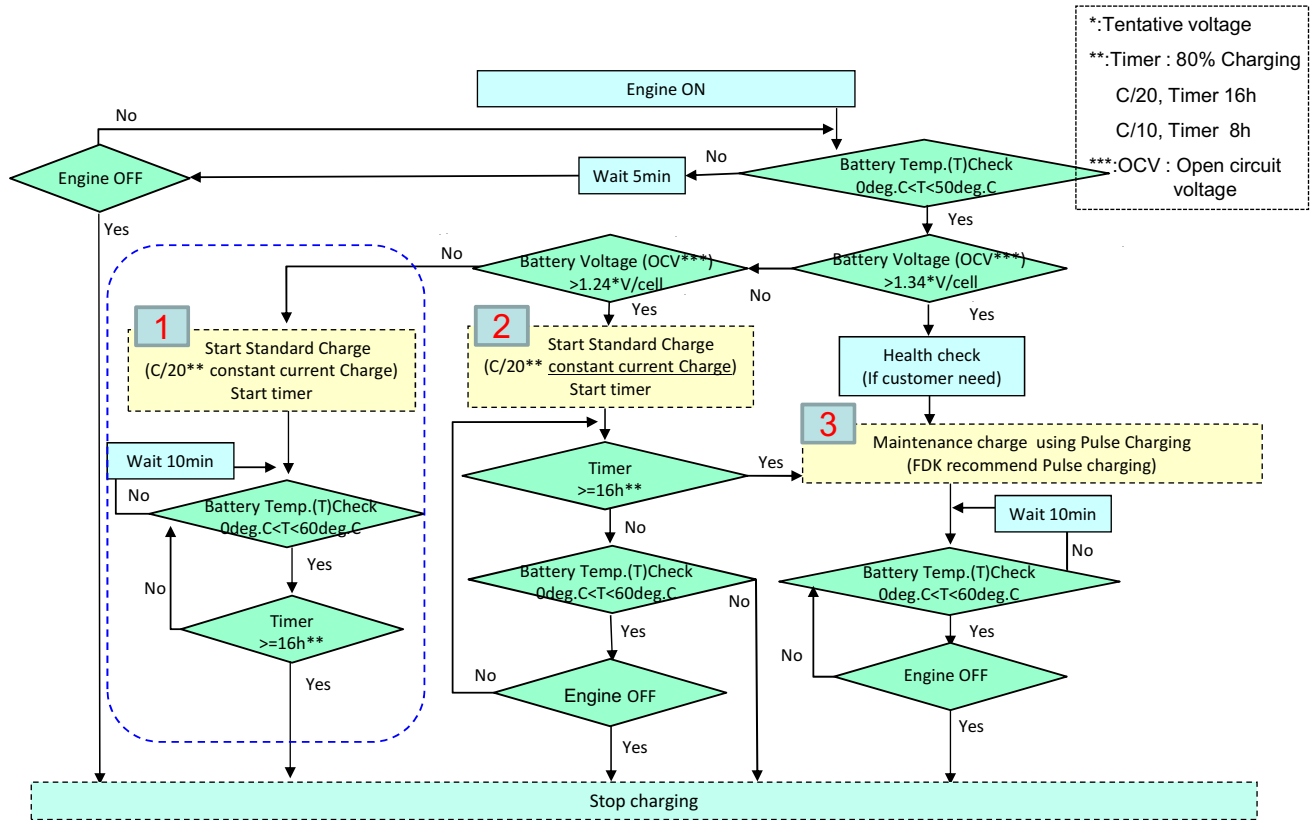 *:Tentative voltage
**:Timer : 80% Charging
C/20, Timer 16h
C/10, Timer 8h
***:OCV : Open circuit
voltage
Engine ON
No
Engine OFF
Wait 5min
No
Battery Temp.(T)Check
0deg.C<T<50deg.C
Yes
Yes
No
Battery Voltage (OCV***)
>1.24*V/cell
No
Battery Voltage (OCV***)
>1.34*V/cell
Yes
Yes
1
Start Standard Charge
(C/20** constant current Charge)
Start timer
2
Start Standard Charge
(C/20** constant current Charge)
Start timer
Health check
(If customer need)
3
Maintenance charge using Pulse Charging
(FDK recommend Pulse charging)
Wait 10min
No
Battery Temp.(T)Check
0deg.C<T<60deg.C
Yes
No
Timer
>=16h**
Yes
Timer
>=16h**
Yes
No
Battery Temp.(T)Check
0deg.C<T<60deg.C
No
Yes
No
Engine OFF
Yes
Wait 10min
No
Battery Temp.(T)Check
0deg.C<T<60deg.C
Yes
No
Engine OFF
Yes
Stop charging